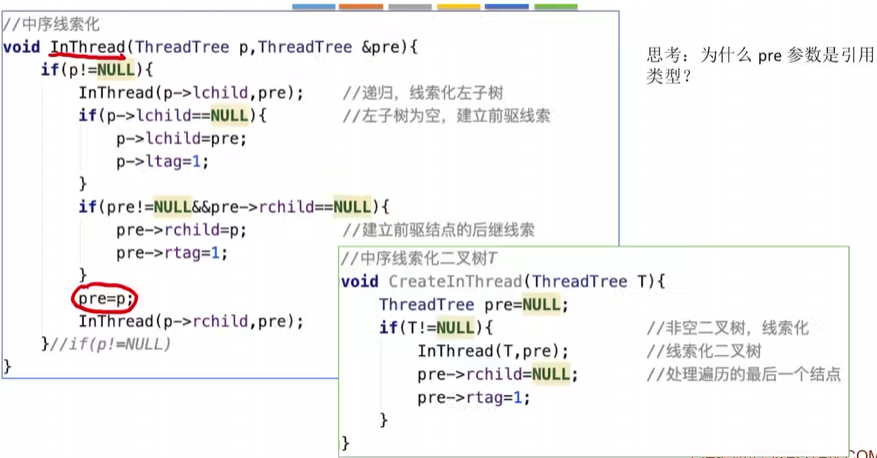 //中序线索化
void InThread(ThreadTree p,ThreadTree &pre){
if(p!=NULL){
InThread(p->lchild,pre); //递归，线索化左子树
if(p->lchild==NULL){ //左子树为空，建立前驱线索
p->lchild=pre;
p->ltag=1;
}
if(pre!=NULL&&pre->rchild==NULL){
pre->rchild=p; //建立前驱结点的后继线索
pre->rtag=1;
}
pre=p;
InThread(p->rchild,pre);
}//if(p!=NULL)
}
思考：为什么 pre 参数是引用
类型？
//中序线索化二叉树T
void CreateInThread(ThreadTree T){
ThreadTree pre=NULL;
if(T!=NULL){ //非空二叉树，线索化
InThread(T,pre); //线索化二叉树
pre->rchild=NULL; //处理遍历的最后一个结点
pre->rtag=1;
}
}